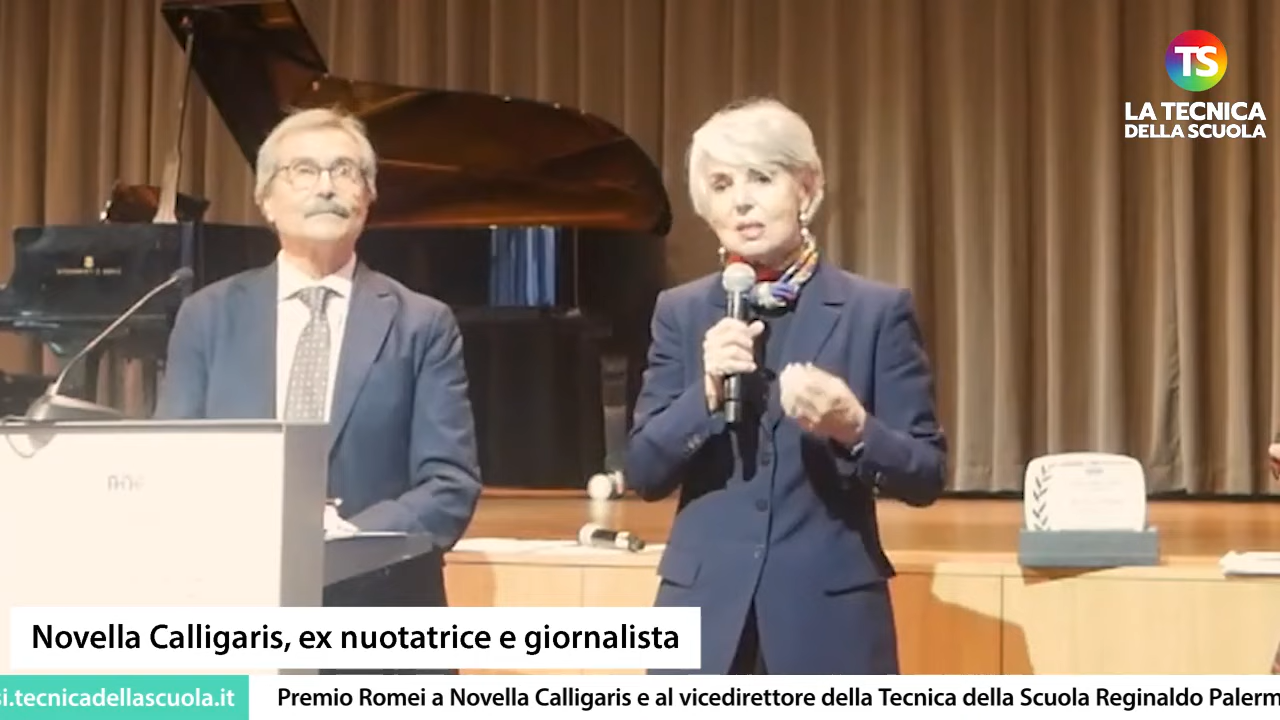 TS
LA TECNICA
DELLA SCUOLA
Novella Calligaris, ex nuotatrice e giornalista
si.tecnicadellascuola.it
Premio Romei a Novella Calligaris e al vicedirettore della Tecnica della Scuola Reginaldo Palerm